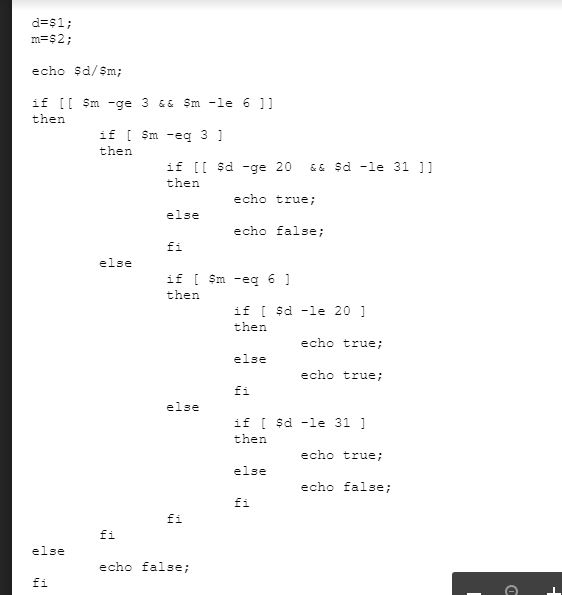 d=$1;
m=$2;
echo $d/$m;
if [[ $m -ge 3 && $m -le 6 ]]
then
if [ $m -eq 3 ]
then
if [[ $d -ge 20  && $d -le 31 ]]
then
echo true;
else
echo false;
fi
else
if [ $m -eq 6 ]
then
if [ $d -le 20 ]
then
echo true;
else
echo true;
fi
else
if [ $d -le 31 ]
then
echo true;
else
echo false;
fi
fi
fi
else
echo false;
fi